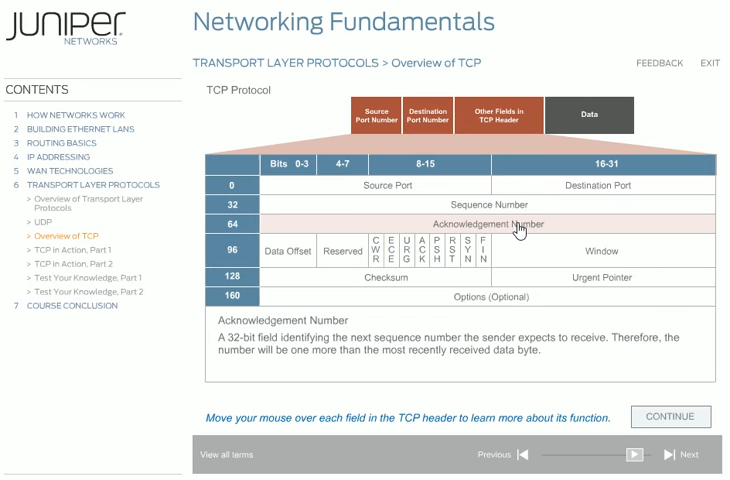 JUNIPER
NETWORKS
Networking Fundamentals
TRANSPORT LAYER PROTOCOLS > Overview of TCP
FEEDBACK
EXIT
CONTENTS
1 HOW NETWORKS WORK
2 BUILDING ETHERNET LANS
3 ROUTING BASICS
4 IP ADDRESSING
5 WAN TECHNOLOGIES
6 TRANSPORT LAYER PROTOCOLS
> Overview of Transport Layer
Protocols
> UDP
> Overview of TCP
> TCP in Action, Part 1
> TCP in Action, Part 2
> Test Your Knowledge, Part 1
> Test Your Knowledge, Part 2
7 COURSE CONCLUSION
TCP Protocol
Source
Port Number
Destination
Port Number
Other Fields in
TCP Header
Data
Bits 0-3 4-7 8-15 16-31
0 Source Port Destination Port
32 Sequence Number
64 Acknowledgement Number
96 Data Offset Reserved CWR ECE URG ACK PSH RST SYN FIN Window
128 Checksum Urgent Pointer
160 Options (Optional)
Acknowledgement Number
A 32-bit field identifying the next sequence number the sender expects to receive. Therefore, the
number will be one more than the most recently received data byte.
Move your mouse over each field in the TCP header to learn more about its function.
CONTINUE
View all terms
Previous
Next